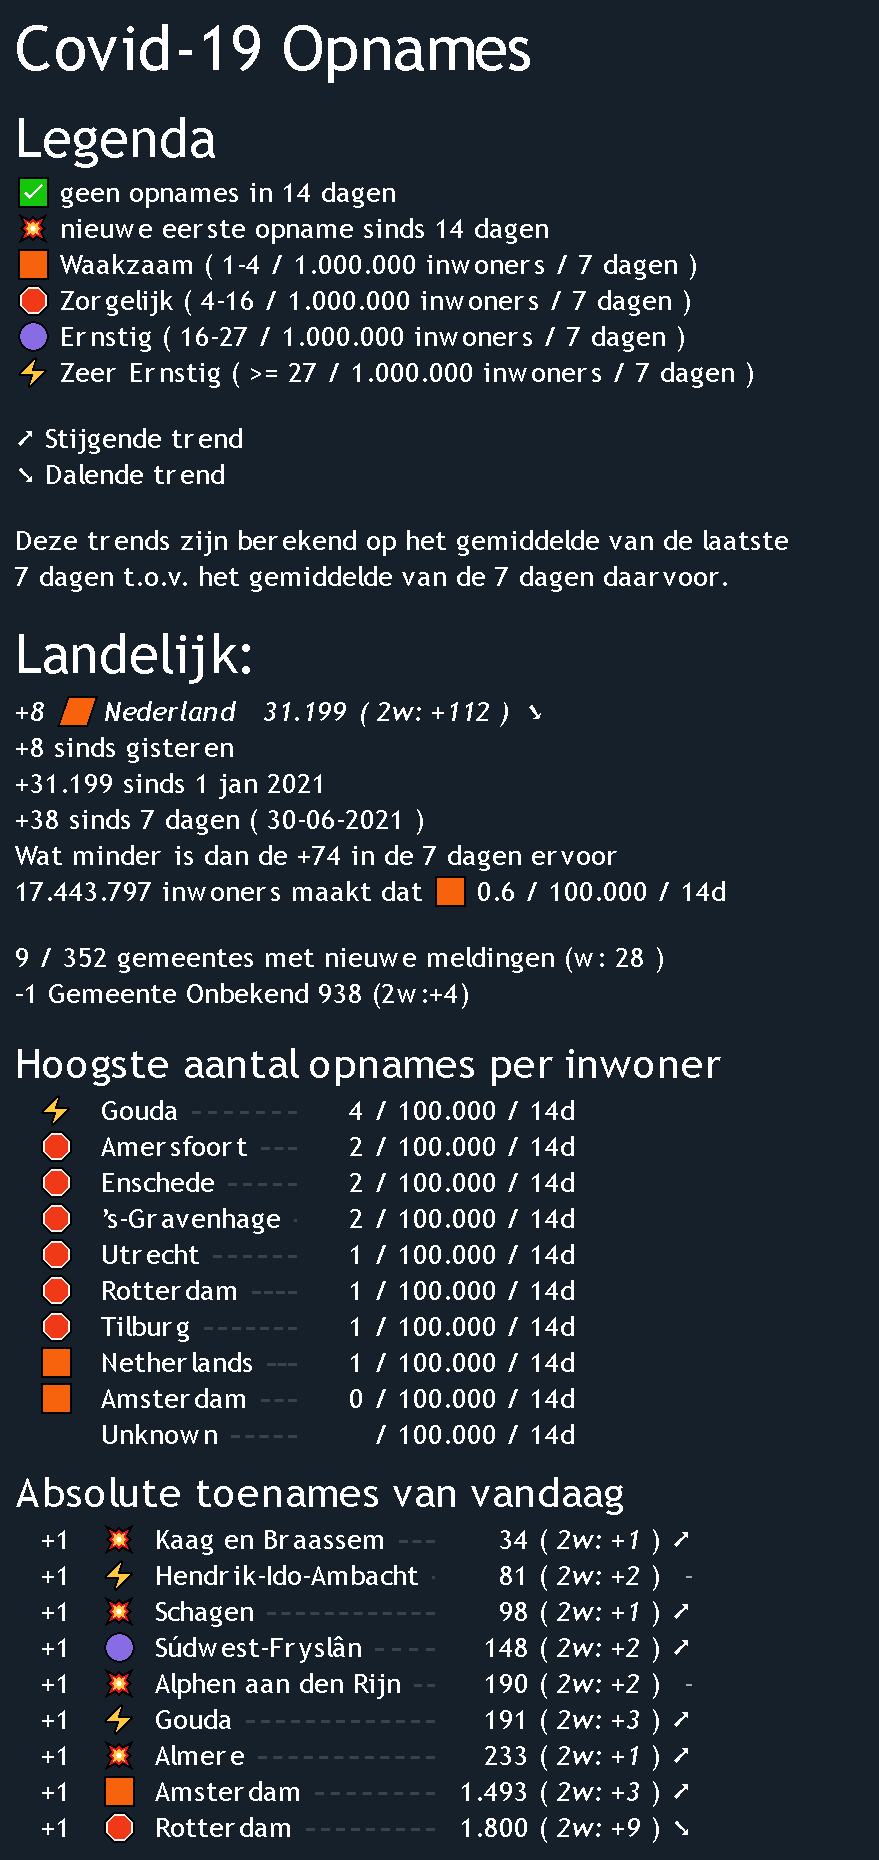 Covid-19 Opnames
Legenda
✅ geen opnames in 14 dagen
💥 nieuwe eerste opname sinds 14 dagen
🟧 Waakzaam ( 1-4 / 1.000.000 inwoners / 7 dagen )
🛑 Zorgelijk ( 4-16 / 1.000.000 inwoners / 7 dagen )
🟣 Ernstig ( 16-27 / 1.000.000 inwoners / 7 dagen )
⚡ Zeer Ernstig ( >= 27 / 1.000.000 inwoners / 7 dagen )
➚ Stijgende trend
➘ Dalende trend
Deze trends zijn berekend op het gemiddelde van de laatste
7 dagen t.o.v. het gemiddelde van de 7 dagen daarvoor.
Landelijk:
+8 🟧 Nederland 31.199 ( 2w: +112 ) ➘
+8 sinds gisteren
+31.199 sinds 1 jan 2021
+38 sinds 7 dagen ( 30-06-2021 )
Wat minder is dan de +74 in de 7 dagen ervoor
17.443.797 inwoners maakt dat 🟧 0.6 / 100.000 / 14d
9 / 352 gemeentes met nieuwe meldingen (w: 28 )
-1 Gemeente Onbekend 938 (2w:+4)
Hoogste aantal opnames per inwoner
⚡ Gouda ------- 4 / 100.000 / 14d
🛑 Amersfoort --- 2 / 100.000 / 14d
🛑 Enschede ----- 2 / 100.000 / 14d
🛑 's-Gravenhage · 2 / 100.000 / 14d
🛑 Utrecht ------ 1 / 100.000 / 14d
🛑 Rotterdam ---- 1 / 100.000 / 14d
🛑 Tilburg ------- 1 / 100.000 / 14d
🟧 Netherlands --- 1 / 100.000 / 14d
🟧 Amsterdam --- 0 / 100.000 / 14d
Unknown ----- / 100.000 / 14d
Absolute toenames van vandaag
+1 💥 Kaag en Braassem --- 34 ( 2w: +1 ) ➚
+1 ⚡ Hendrik-Ido-Ambacht · 81 ( 2w: +2 ) -
+1 💥 Schagen ------------ 98 ( 2w: +1 ) ➚
+1 🟣 Súdwest-Fryslân ---- 148 ( 2w: +2 ) ➚
+1 💥 Alphen aan den Rijn -- 190 ( 2w: +2 ) -
+1 ⚡ Gouda ------------- 191 ( 2w: +3 ) ➚
+1 💥 Almere ------------ 233 ( 2w: +1 ) ➚
+1 🟧 Amsterdam -------- 1.493 ( 2w: +3 ) ➚
+1 🛑 Rotterdam --------- 1.800 ( 2w: +9 ) ➘